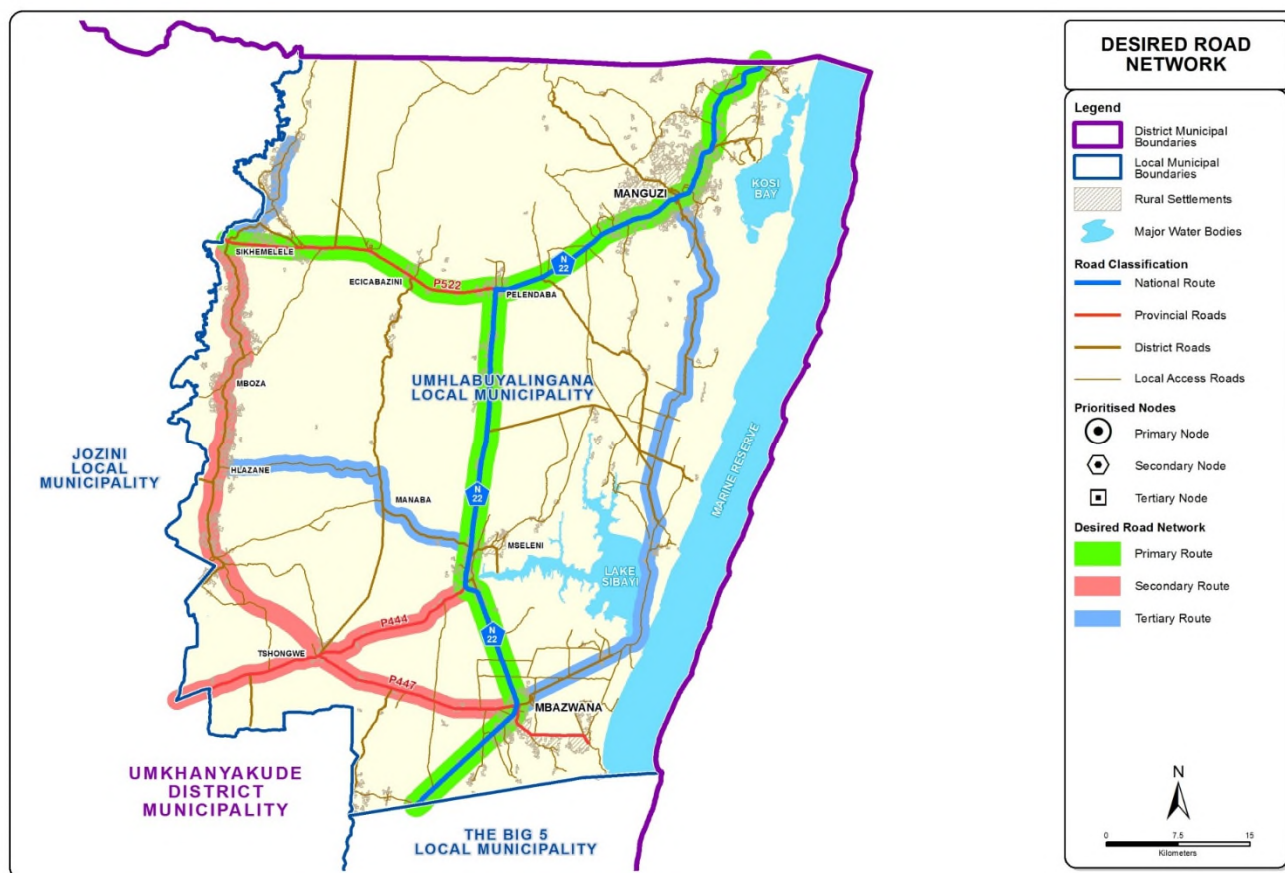 DESIRED ROAD
NETWORK
Legend
District Municipal
Boundaries
Local Municipal
Boundaries
Rural Settlements
Major Water Bodies
Road Classification
National Route
Provincial Roads
District Roads
Local Access Roads
Prioritised Nodes
Primary Node
Secondary Node
Tertiary Node
Desired Road Network
Primary Route
Secondary Route
Tertiary Route
N
0
7.5
15
Kilometers
MANGUZI
KOSI
BAY
SIKHEMELELE
ECICABAZINI
P522
N
22
PELENDABA
MBOZA
UMHLABUYALINGANA
LOCAL MUNICIPALITY
JOZINI
LOCAL
MUNICIPALITY
HLAZANE
MANABA
N
22
MSELENI
MARINE RESERVE
LAKE
SIBAYI
P444
N
22
TSHONGWE
P447
MBAZWANA
UMKHANYAKUDE
DISTRICT
MUNICIPALITY
THE BIG 5
LOCAL MUNICIPALITY